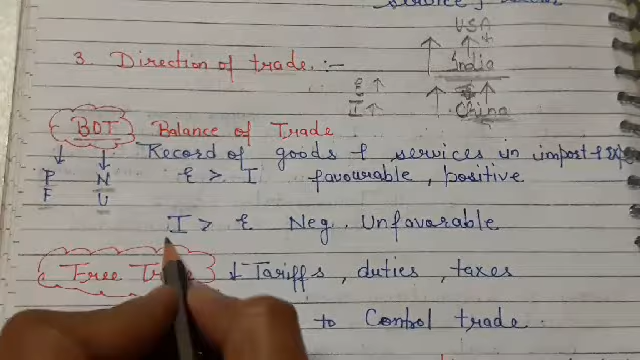 USA
3. Direction of trade :-
India
E ↑
I ↑
China
BOT Balance of Trade
Record of goods & services in import & Exp
P N E > I favourable, positive
F U
I > E Neg. Unfavorable
Free ↓ Tariffs, duties, taxes
to Control trade.